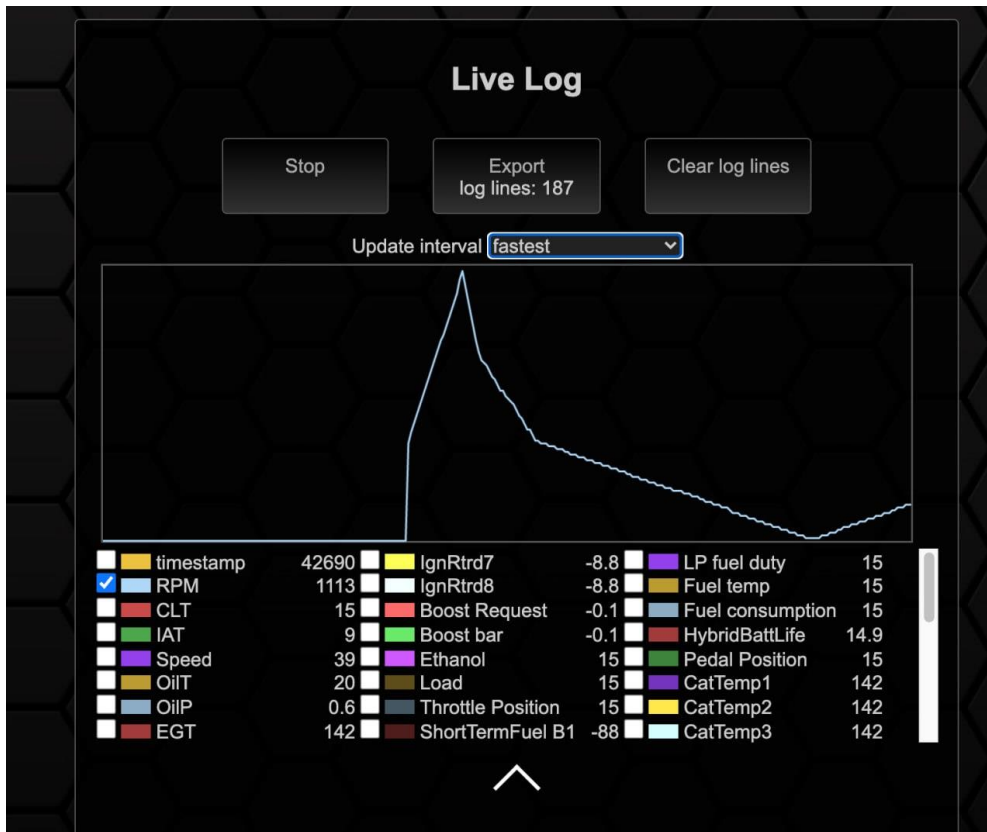 Live Log
Stop
Export
log lines: 187
Clear log lines
Update interval fastest
timestamp 42690 IgnRtrd7 -8.8 LP fuel duty 15
RPM 1113 IgnRtrd8 -8.8 Fuel temp 15
CLT 15 Boost Request -0.1 Fuel consumption 15
IAT 9 Boost bar -0.1 HybridBattLife 14.9
Speed 39 Ethanol 15 Pedal Position 15
OilT 20 Load 15 CatTemp1 142
OilP 0.6 Throttle Position 15 CatTemp2 142
EGT 142 ShortTermFuel B1 -88 CatTemp3 142